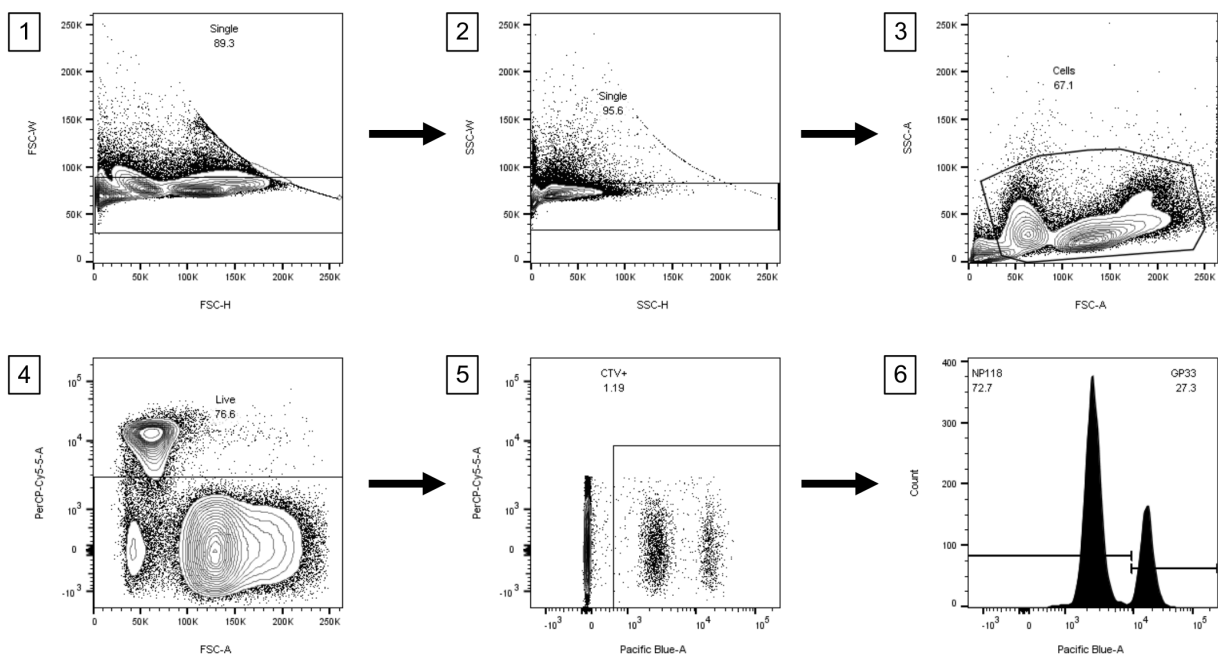 1
Single
89.3
250K
200K
150K
100K
50K
0
FSC-W
0 50K 100K 150K 200K 250K
FSC-H
2
Single
95.6
250K
200K
150K
100K
50K
0
SSC-W
0 50K 100K 150K 200K 250K
SSC-H
3
Cells
67.1
250K
200K
150K
100K
50K
0
SSC-A
0 50K 100K 150K 200K 250K
FSC-A
4
Live
76.6
10^5
10^4
10^3
0
-10^3
PerCP-Cy5-5-A
0 50K 100K 150K 200K 250K
FSC-A
5
CTV+
1.19
10^5
10^4
10^3
0
-10^3
PerCP-Cy5-5-A
-10^3 0 10^3 10^4 10^5
Pacific Blue-A
6
NP118 GP33
72.7 27.3
400
300
200
100
0
Count
-10^3 0 10^3 10^4 10^5
Pacific Blue-A